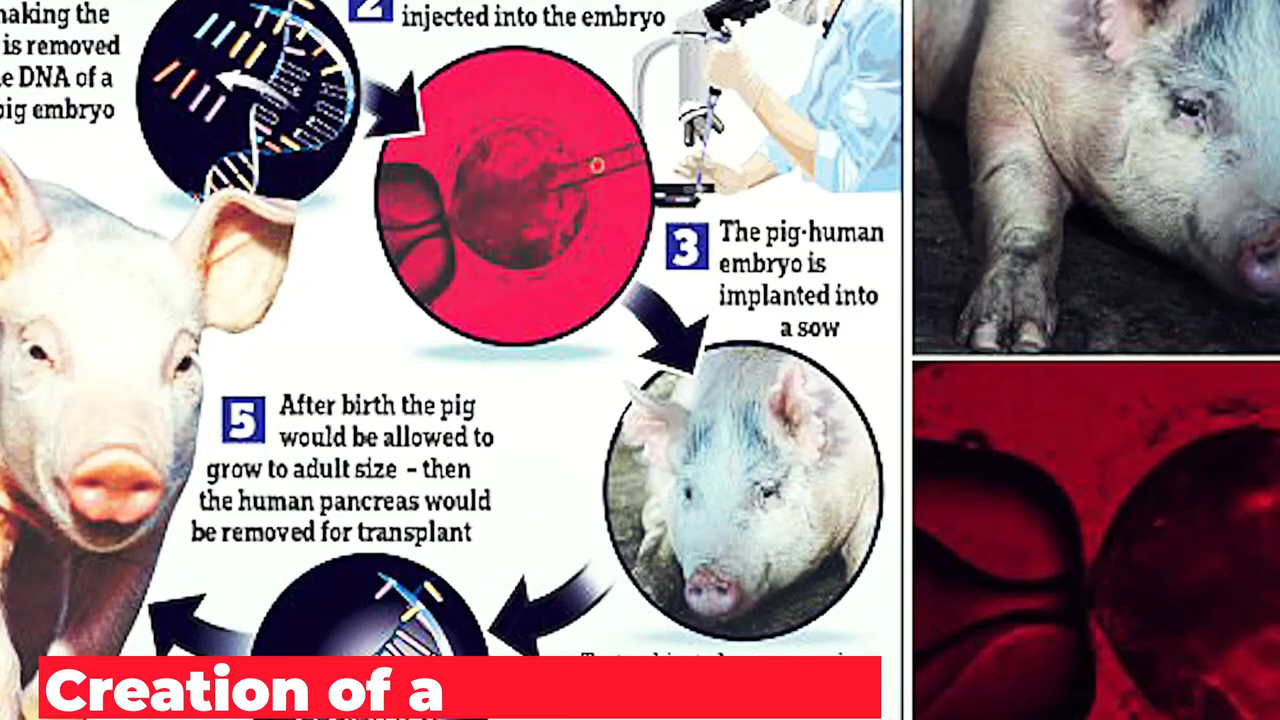 making the
is removed
DNA of a
pig embryo
2
injected into the embryo
3 The pig-human
embryo is
implanted into
a sow
5 After birth the pig
would be allowed to
grow to adult size - then
the human pancreas would
be removed for transplant
Creation of a